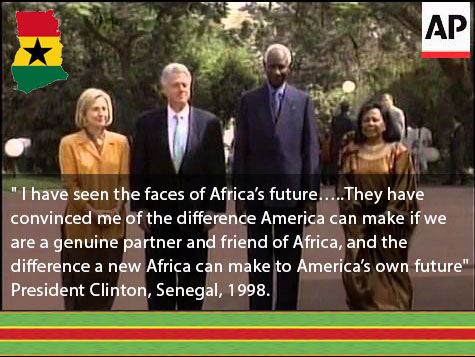 AP
" I have seen the faces of Africa's future…..They have
convinced me of the difference America can make if we
are a genuine partner and friend of Africa, and the
difference a new Africa can make to America's own future"
President Clinton, Senegal, 1998.